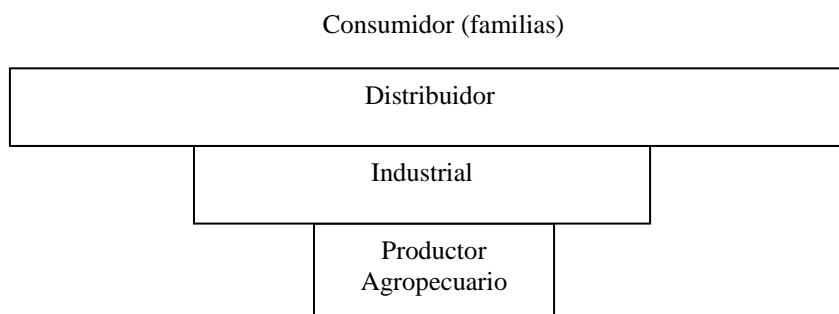 Consumidor (familias)
Distribuidor
Industrial
Productor
Agropecuario